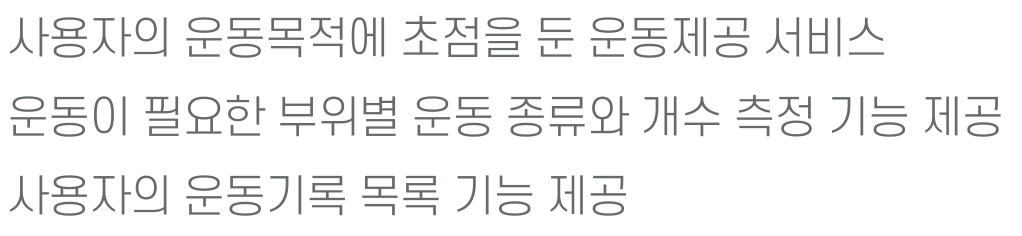 사용자의 운동목적에 초점을 둔 운동제공 서비스
운동이 필요한 부위별 운동 종류와 개수 측정 기능 제공
사용자의 운동기록 목록 기능 제공